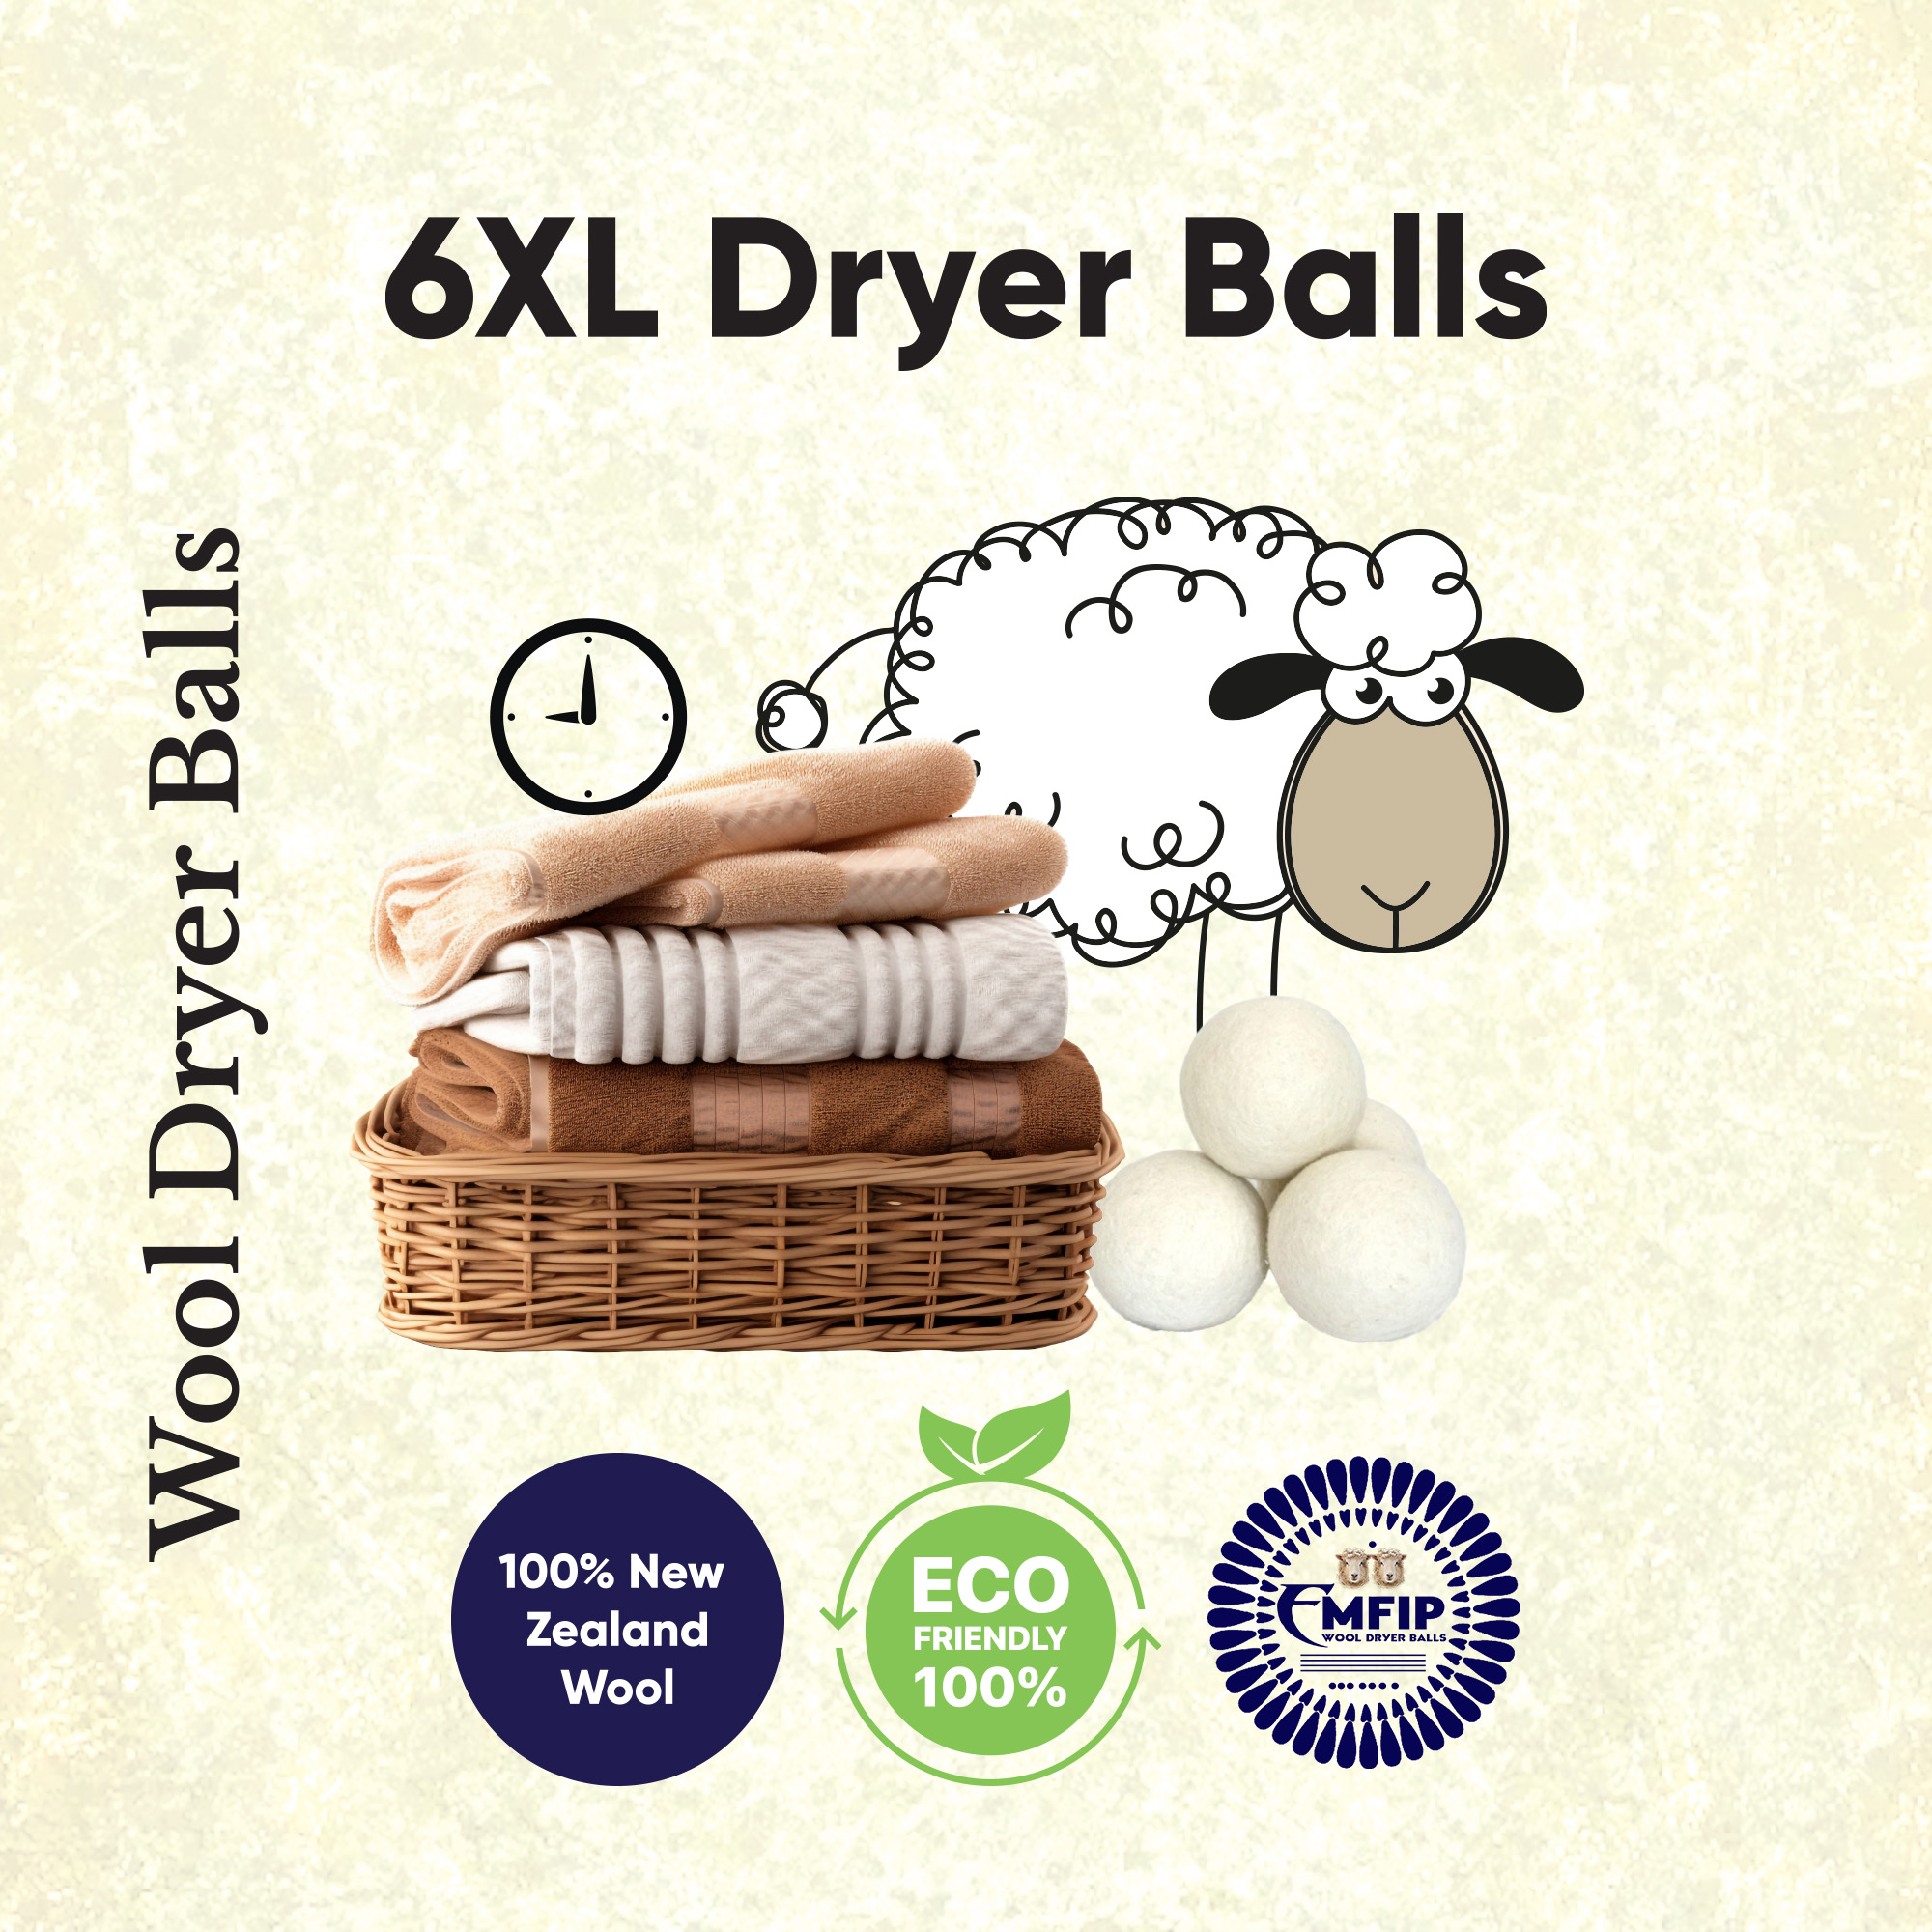 6XL Dryer Balls
Wool Dryer Balls
100% New
Zealand
Wool
ECO
FRIENDLY
100%
EMFIP
WOOL DRYER BALLS